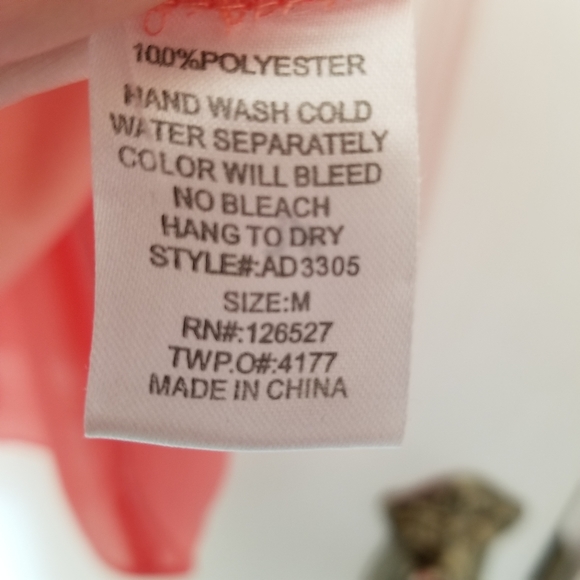 100%POLYESTER
HAND WASH COLD
WATER SEPARATELY
COLOR WILL BLEED
NO BLEACH
HANG TO DRY
STYLE#:AD3305
SIZE:M
RN#:126527
TWP.O#:4177
MADE IN CHINA